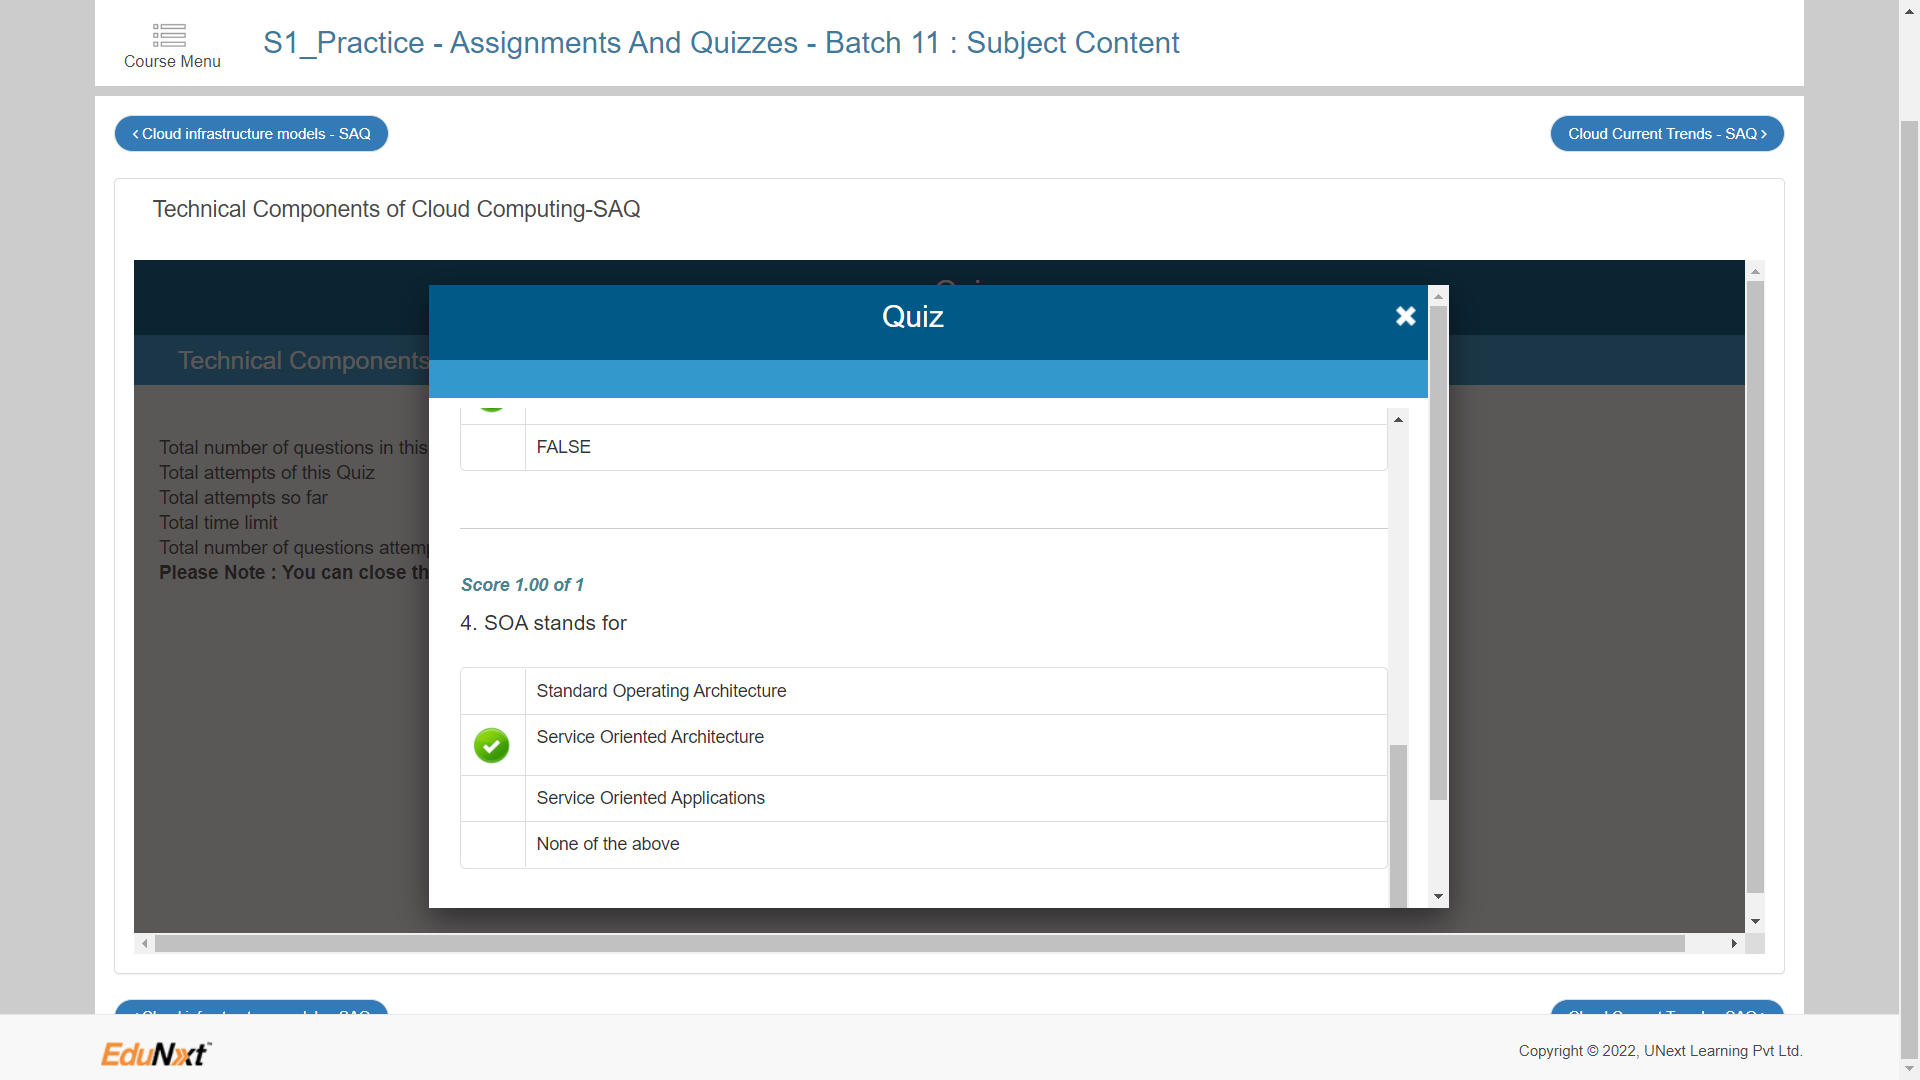 Course Menu
S1_Practice - Assignments And Quizzes - Batch 11 : Subject Content
Cloud infrastructure models - SAQ
Cloud Current Trends - SAQ
Technical Components of Cloud Computing-SAQ
Quiz
Technical Components
Total number of questions in this
Total attempts of this Quiz
Total attempts so far
Total time limit
Total number of questions attem
Please Note : You can close th
FALSE
Score 1.00 of 1
4. SOA stands for
Standard Operating Architecture
Service Oriented Architecture
Service Oriented Applications
None of the above
EduNxt™
Copyright © 2022, UNext Learning Pvt Ltd.